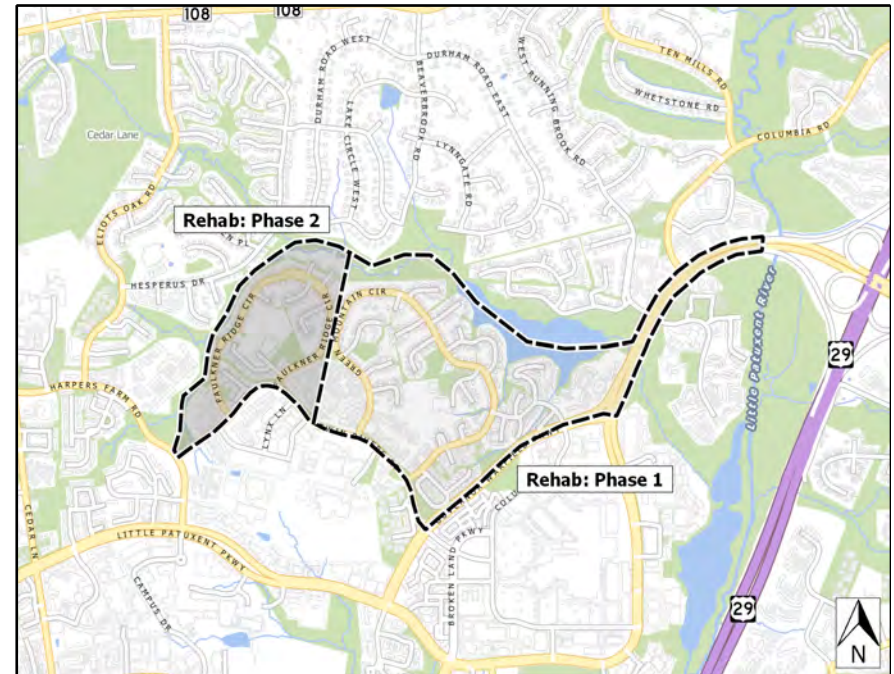 108
108
DURHAM ROAD WEST
DURHAM ROAD EAST
BEAVERBROOK RD
WEST RUNNING BROOK RD
TEN MILLS RD
WHETSTONE RD
COLUMBIA RD
Cedar Lane
LAKE CIRCLE WEST
LYNNGATE RD
ELIOTS OAK RD
Rehab: Phase 2
N PL
HESPERUS DR
FAULKNER RIDGE CIR
FAULKNER RIDGE CIR
GREEN MOUNTAIN CIR
Little Patuxent River
29
HARPERS FARM RD
LYNX LN
Rehab: Phase 1
CEDAR LN
LITTLE PATUXENT PKWY
BROKEN LAND PKWY
CAMPUS DR
29
N